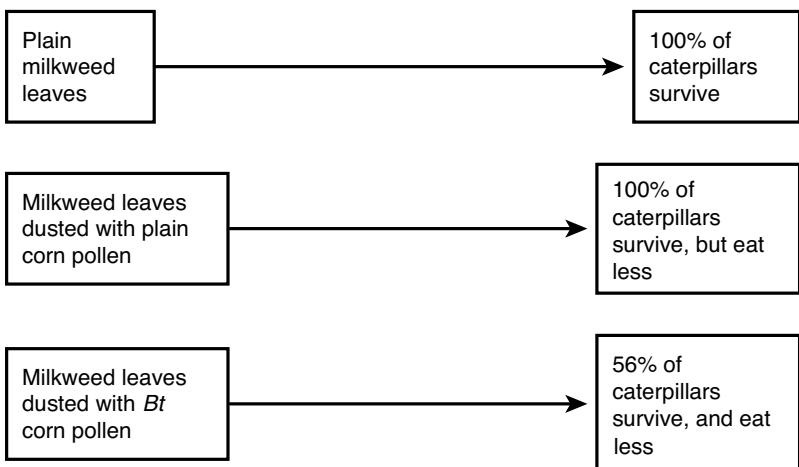 Plain
milkweed
leaves
100% of
caterpillars
survive
Milkweed leaves
dusted with plain
corn pollen
100% of
caterpillars
survive, but eat
less
Milkweed leaves
dusted with Bt
corn pollen
56% of
caterpillars
survive, and eat
less